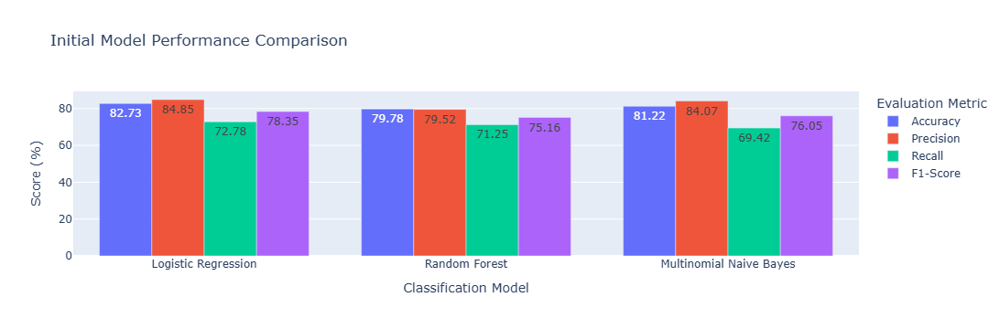 Initial Model Performance Comparison
Score (%)
80
60
40
20
0
82.73
84.85
72.78
78.35
79.78
79.52
71.25
75.16
81.22
84.07
69.42
76.05
Logistic Regression
Random Forest
Multinomial Naive Bayes
Classification Model
Evaluation Metric
Accuracy
Precision
Recall
F1-Score